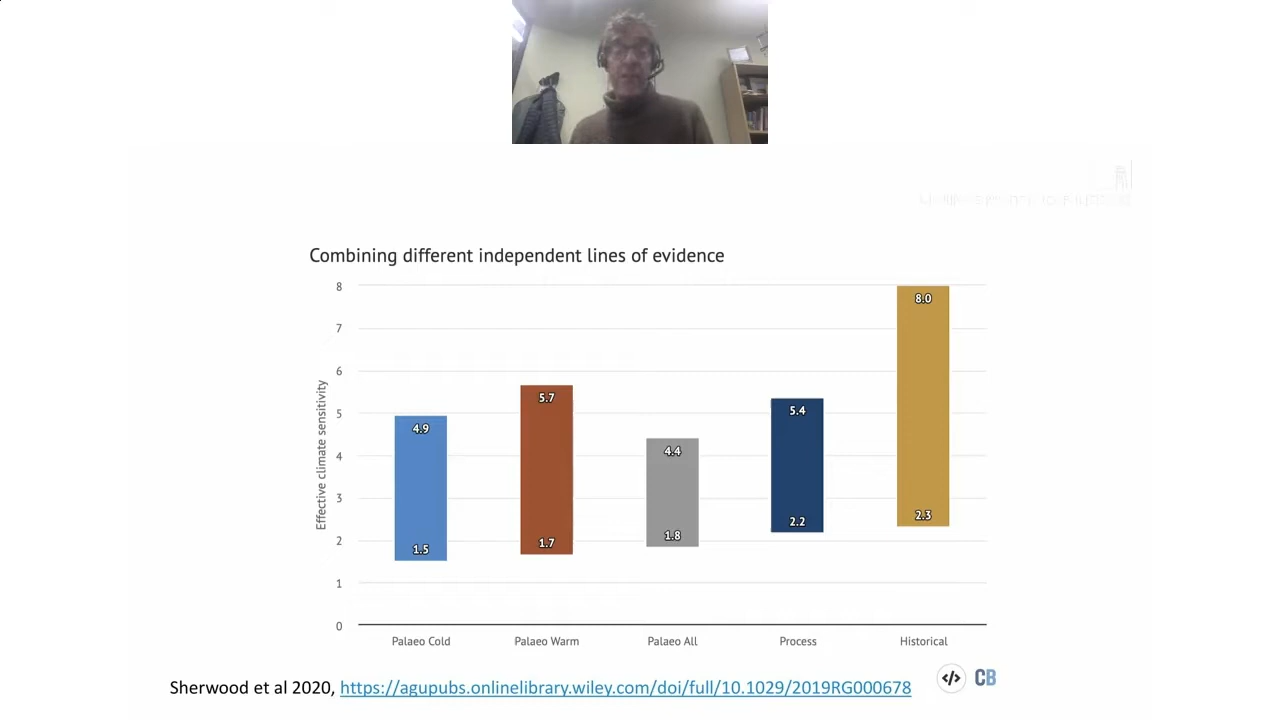 Combining different independent lines of evidence
8
7
6
5
4
3
2
1
0
Effective climate sensitivity
4.9
1.5
5.7
1.7
4.4
1.8
5.4
2.2
8.0
2.3
Palaeo Cold
Palaeo Warm
Palaeo All
Process
Historical
Sherwood et al 2020, https://agupubs.onlinelibrary.wiley.com/doi/full/10.1029/2019RG000678
</> CB